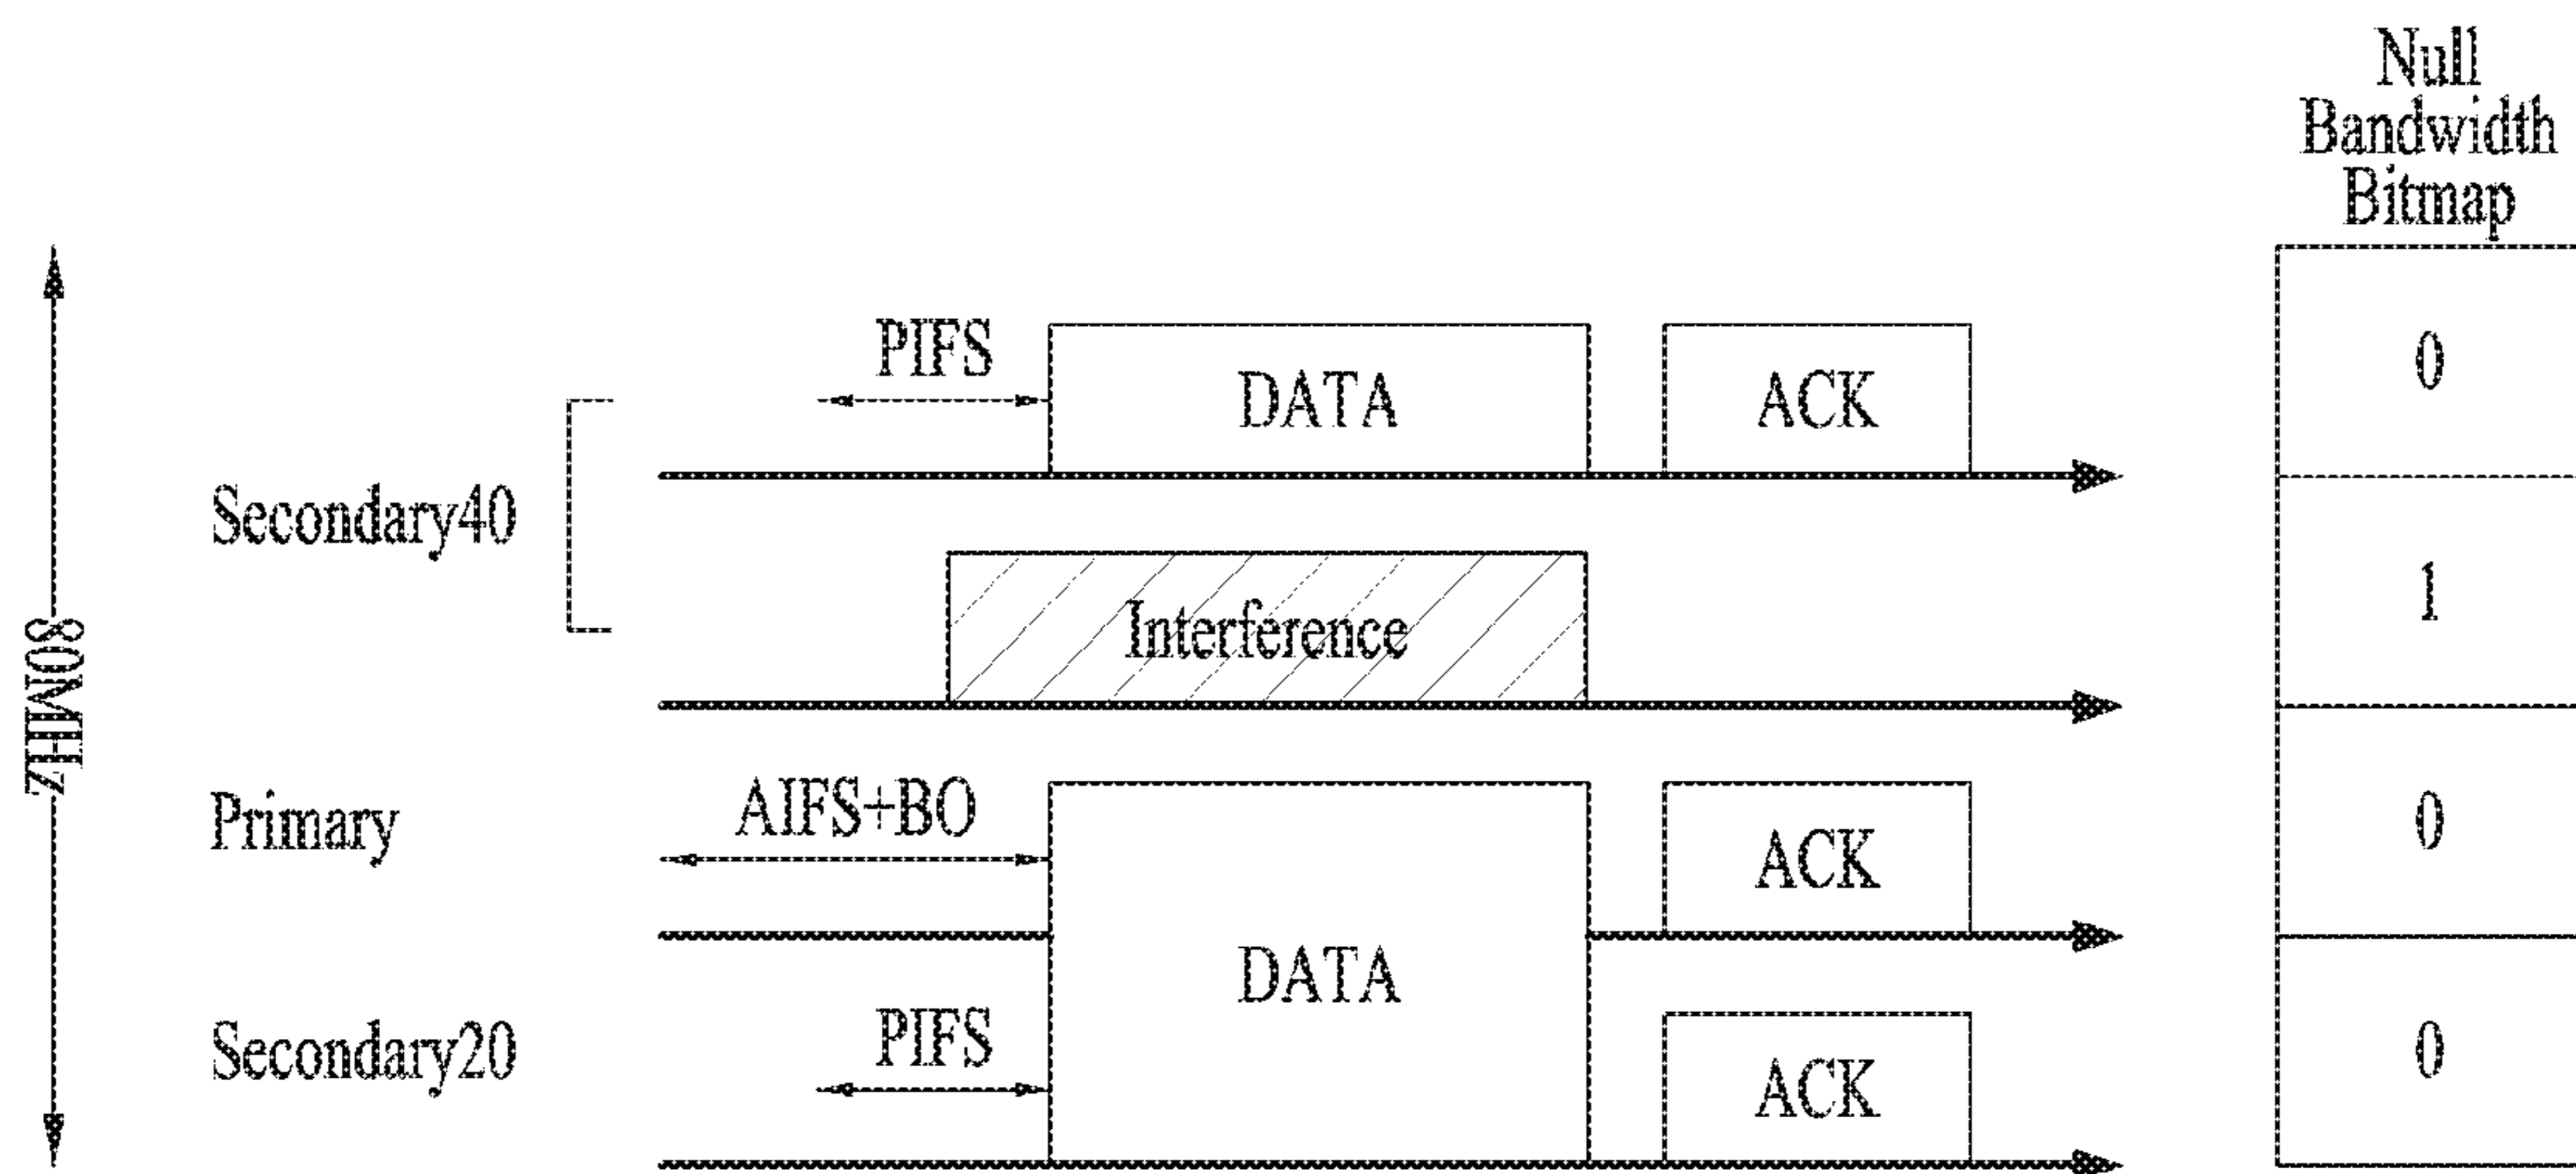 Null
Bandwidth
Bitmap
PIFS
DATA
ACK
0
Secondary40
Interference
1
80MHz
Primary
AIFS+BO
ACK
0
DATA
Secondary20
PIFS
ACK
0